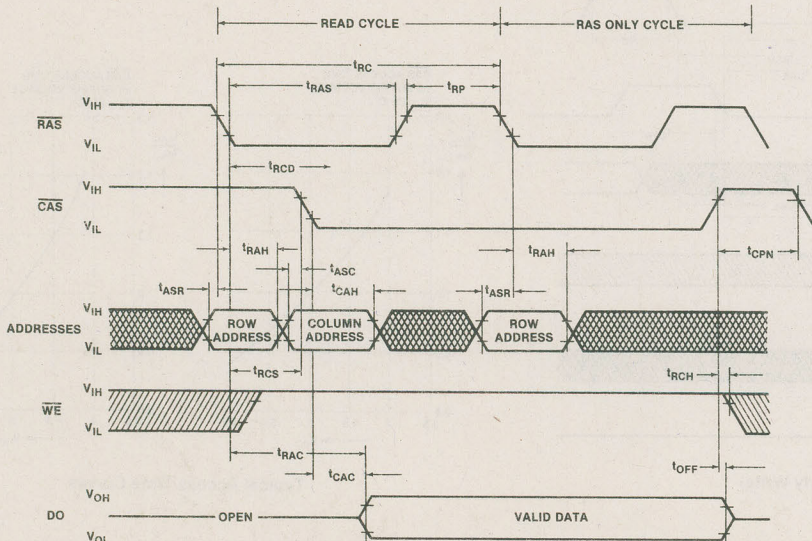 READ CYCLE
RAS ONLY CYCLE
tRC
tRAS
tRP
RAS
VIH
VIL
tRCD
CAS
VIH
VIL
tRAH
tASC
tRAH
tCPN
tASR
tCAH
tASR
ADDRESSES
VIH
VIL
ROW ADDRESS
COLUMN ADDRESS
ROW ADDRESS
tRCS
tRCH
WE
VIH
VIL
tRAC
tCAC
tOFF
DO
VOH
VOL
OPEN
VALID DATA